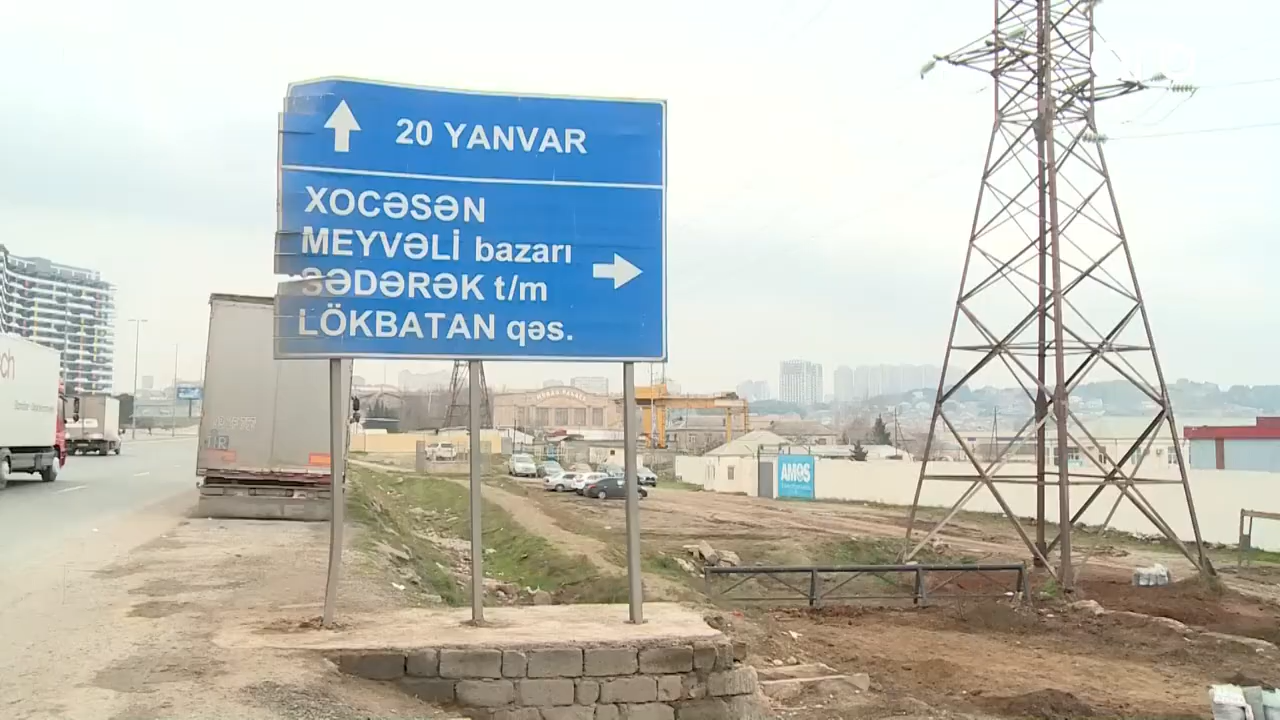 20 YANVAR
XOCƏSƏN
MEYVƏLİ bazarı
SƏDƏRƏK t/m
LÖKBATAN qəs.
AMOS